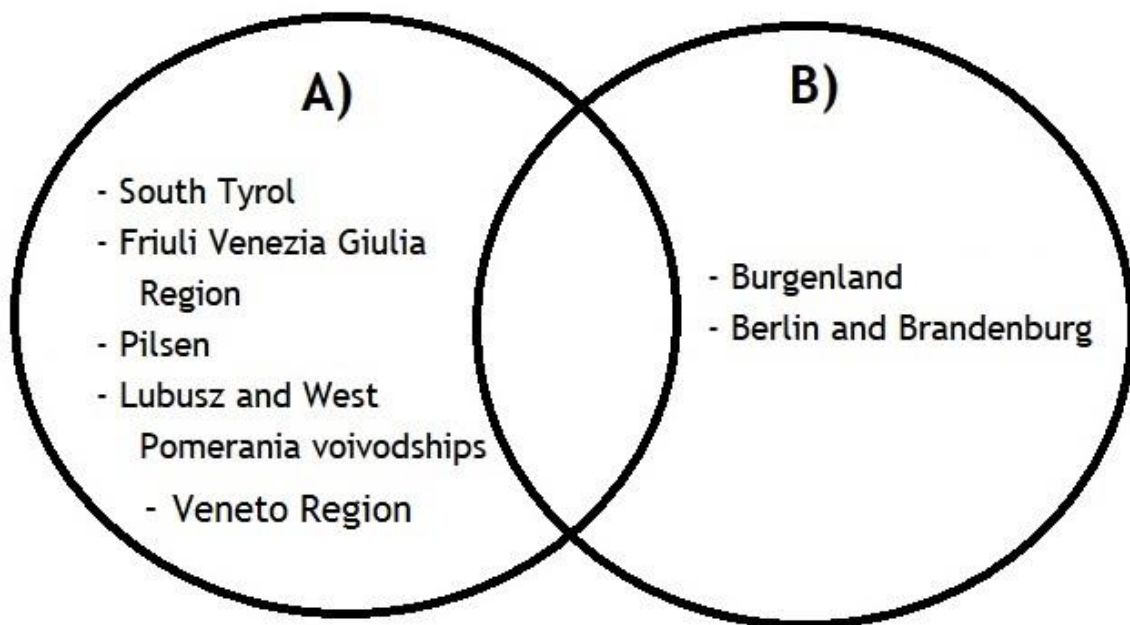 A)
- South Tyrol
- Friuli Venezia Giulia
Region
- Pilsen
- Lubusz and West
Pomerania voivodships
- Veneto Region
B)
- Burgenland
- Berlin and Brandenburg